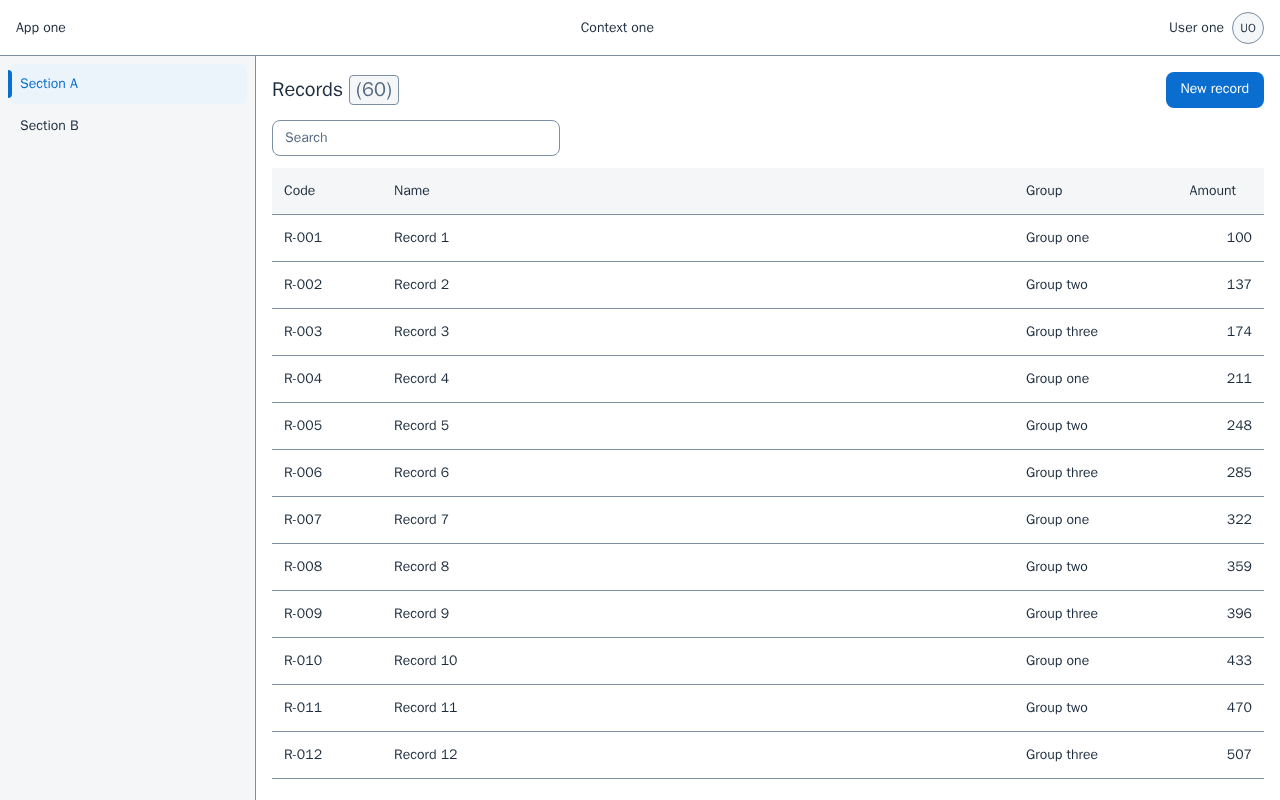 App one Context one User one UO
Section A
Section B
Records (60) New record
Search
Code Name Group Amount
R-001 Record 1 Group one 100
R-002 Record 2 Group two 137
R-003 Record 3 Group three 174
R-004 Record 4 Group one 211
R-005 Record 5 Group two 248
R-006 Record 6 Group three 285
R-007 Record 7 Group one 322
R-008 Record 8 Group two 359
R-009 Record 9 Group three 396
R-010 Record 10 Group one 433
R-011 Record 11 Group two 470
R-012 Record 12 Group three 507